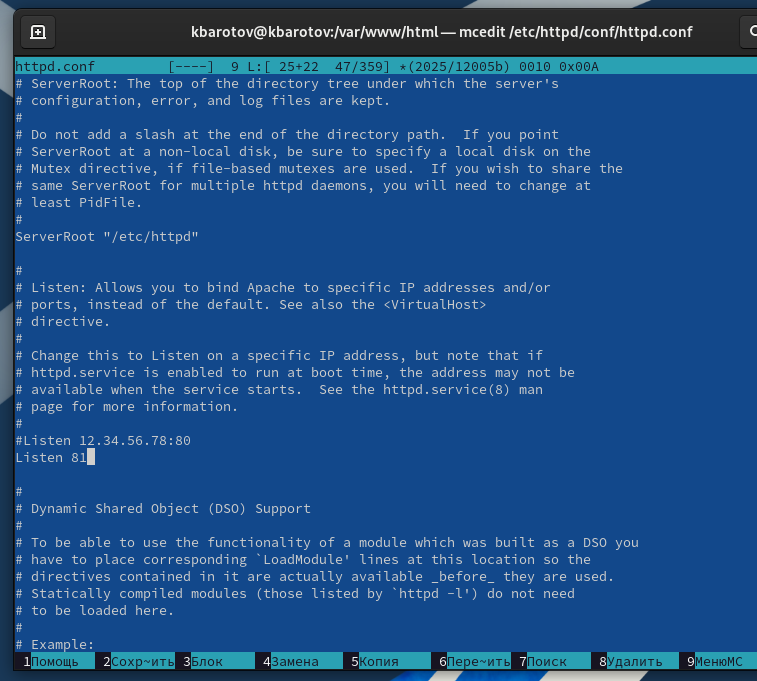 kbarotov@kbarotov:/var/www/html — mcedit /etc/httpd/conf/httpd.conf
httpd.conf [----] 9 L:[ 25+22 47/359] *(2025/12005b) 0010 0x00A
# ServerRoot: The top of the directory tree under which the server's
# configuration, error, and log files are kept.
#
# Do not add a slash at the end of the directory path.  If you point
# ServerRoot at a non-local disk, be sure to specify a local disk on the
# Mutex directive, if file-based mutexes are used.  If you wish to share the
# same ServerRoot for multiple httpd daemons, you will need to change at
# least PidFile.
#
ServerRoot "/etc/httpd"
#
# Listen: Allows you to bind Apache to specific IP addresses and/or
# ports, instead of the default. See also the <VirtualHost>
# directive.
#
# Change this to Listen on a specific IP address, but note that if
# httpd.service is enabled to run at boot time, the address may not be
# available when the service starts.  See the httpd.service(8) man
# page for more information.
#
#Listen 12.34.56.78:80
Listen 81
#
# Dynamic Shared Object (DSO) Support
#
# To be able to use the functionality of a module which was built as a DSO you
# have to place corresponding `LoadModule' lines at this location so the
# directives contained in it are actually available _before_ they are used.
# Statically compiled modules (those listed by `httpd -l') do not need
# to be loaded here.
#
# Example:
1Помощь 2Сохр~ить 3Блок 4Замена 5Копия 6Пере~ить 7Поиск 8Удалить 9МенюМС